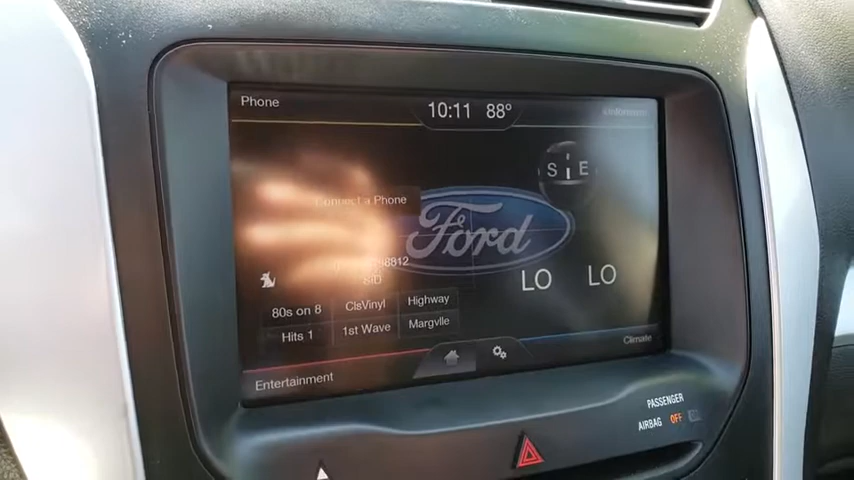 Phone
10:11 88°
S E
Connect a Phone
Ford
LO LO
SID
80s on 8 ClsVinyl Highway
Hits 1 1st Wave Margvlle
Climate
Entertainment
PASSENGER
AIRBAG OFF